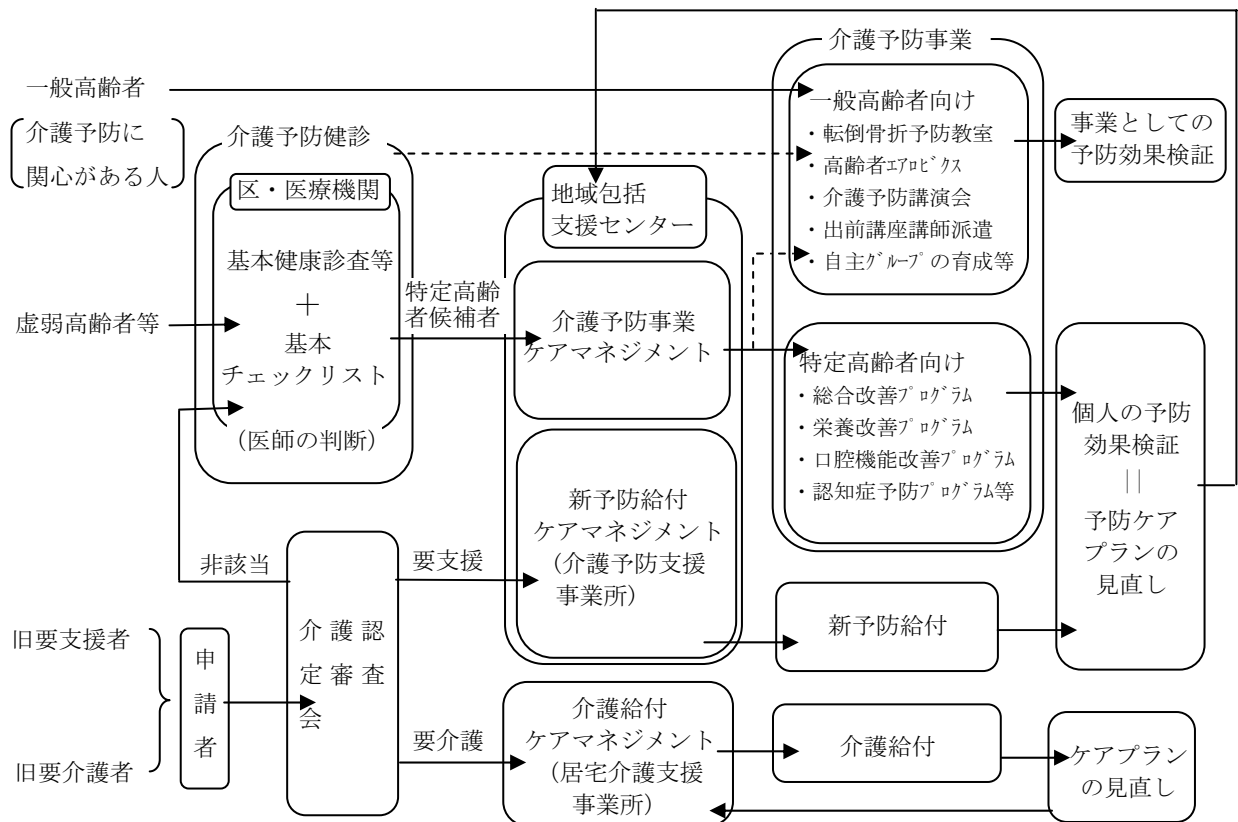 一般高齢者
介護予防に
関心がある人
虚弱高齢者等
旧要支援者
旧要介護者
申
請
者
介護予防健診
区・医療機関
基本健康診査等
＋
基本
チェックリスト
(医師の判断)
非該当
介 護 認
定 審 査
会
特定高齢
者候補者
要支援
要介護
地域包括
支援センター
介護予防事業
ケアマネジメント
新予防給付
ケアマネジメント
(介護予防支援
事業所)
介護給付
ケアマネジメント
(居宅介護支援
事業所)
介護予防事業
一般高齢者向け
・転倒骨折予防教室
・高齢者ｴｱﾛﾋﾞｸｽ
・介護予防講演会
・出前講座講師派遣
・自主ｸﾞﾙｰﾌﾟの育成等
特定高齢者向け
・総合改善ﾌﾟﾛｸﾞﾗﾑ
・栄養改善ﾌﾟﾛｸﾞﾗﾑ
・口腔機能改善ﾌﾟﾛｸﾞﾗﾑ
・認知症予防ﾌﾟﾛｸﾞﾗﾑ等
新予防給付
介護給付
事業としての
予防効果検証
個人の予防
効果検証
||
予防ケア
プランの
見直し
ケアプラン
の見直し